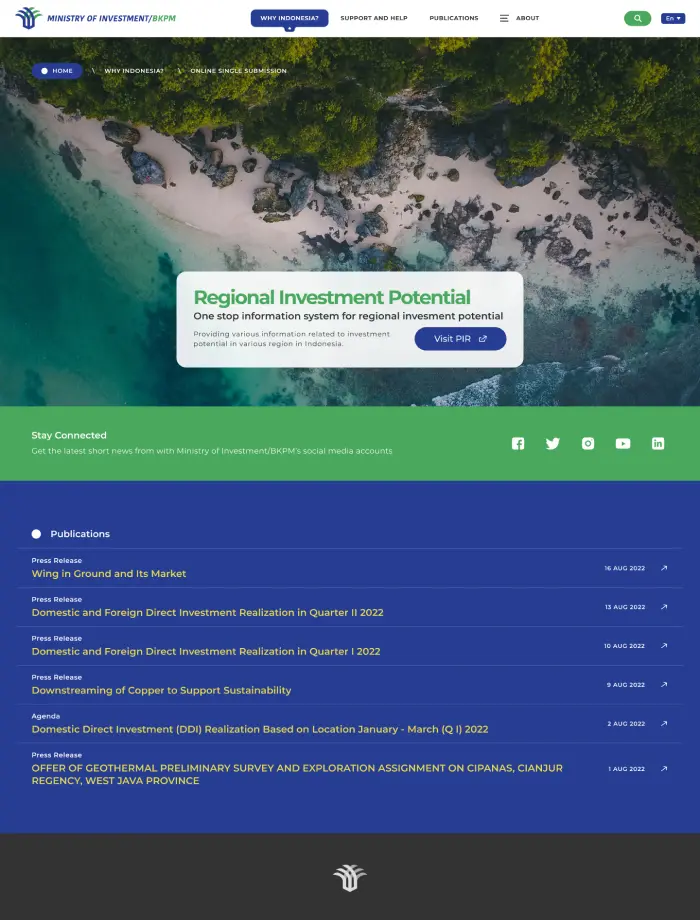 MINISTRY OF INVESTMENT/BKPM
WHY INDONESIA?
SUPPORT AND HELP
PUBLICATIONS
ABOUT
En
HOME \ WHY INDONESIA? \ ONLINE SINGLE SUBMISSION
Regional Investment Potential
One stop information system for regional invesment potential
Providing various information related to investment
potential in various region in Indonesia.
Visit PIR
Stay Connected
Get the latest short news from with Ministry of Investment/BKPM's social media accounts
Publications
Press Release
Wing in Ground and Its Market
16 AUG 2022
Press Release
Domestic and Foreign Direct Investment Realization in Quarter II 2022
13 AUG 2022
Press Release
Domestic and Foreign Direct Investment Realization in Quarter I 2022
10 AUG 2022
Press Release
Downstreaming of Copper to Support Sustainability
9 AUG 2022
Agenda
Domestic Direct Investment (DDI) Realization Based on Location January - March (Q I) 2022
2 AUG 2022
Press Release
OFFER OF GEOTHERMAL PRELIMINARY SURVEY AND EXPLORATION ASSIGNMENT ON CIPANAS, CIANJUR
REGENCY, WEST JAVA PROVINCE
1 AUG 2022